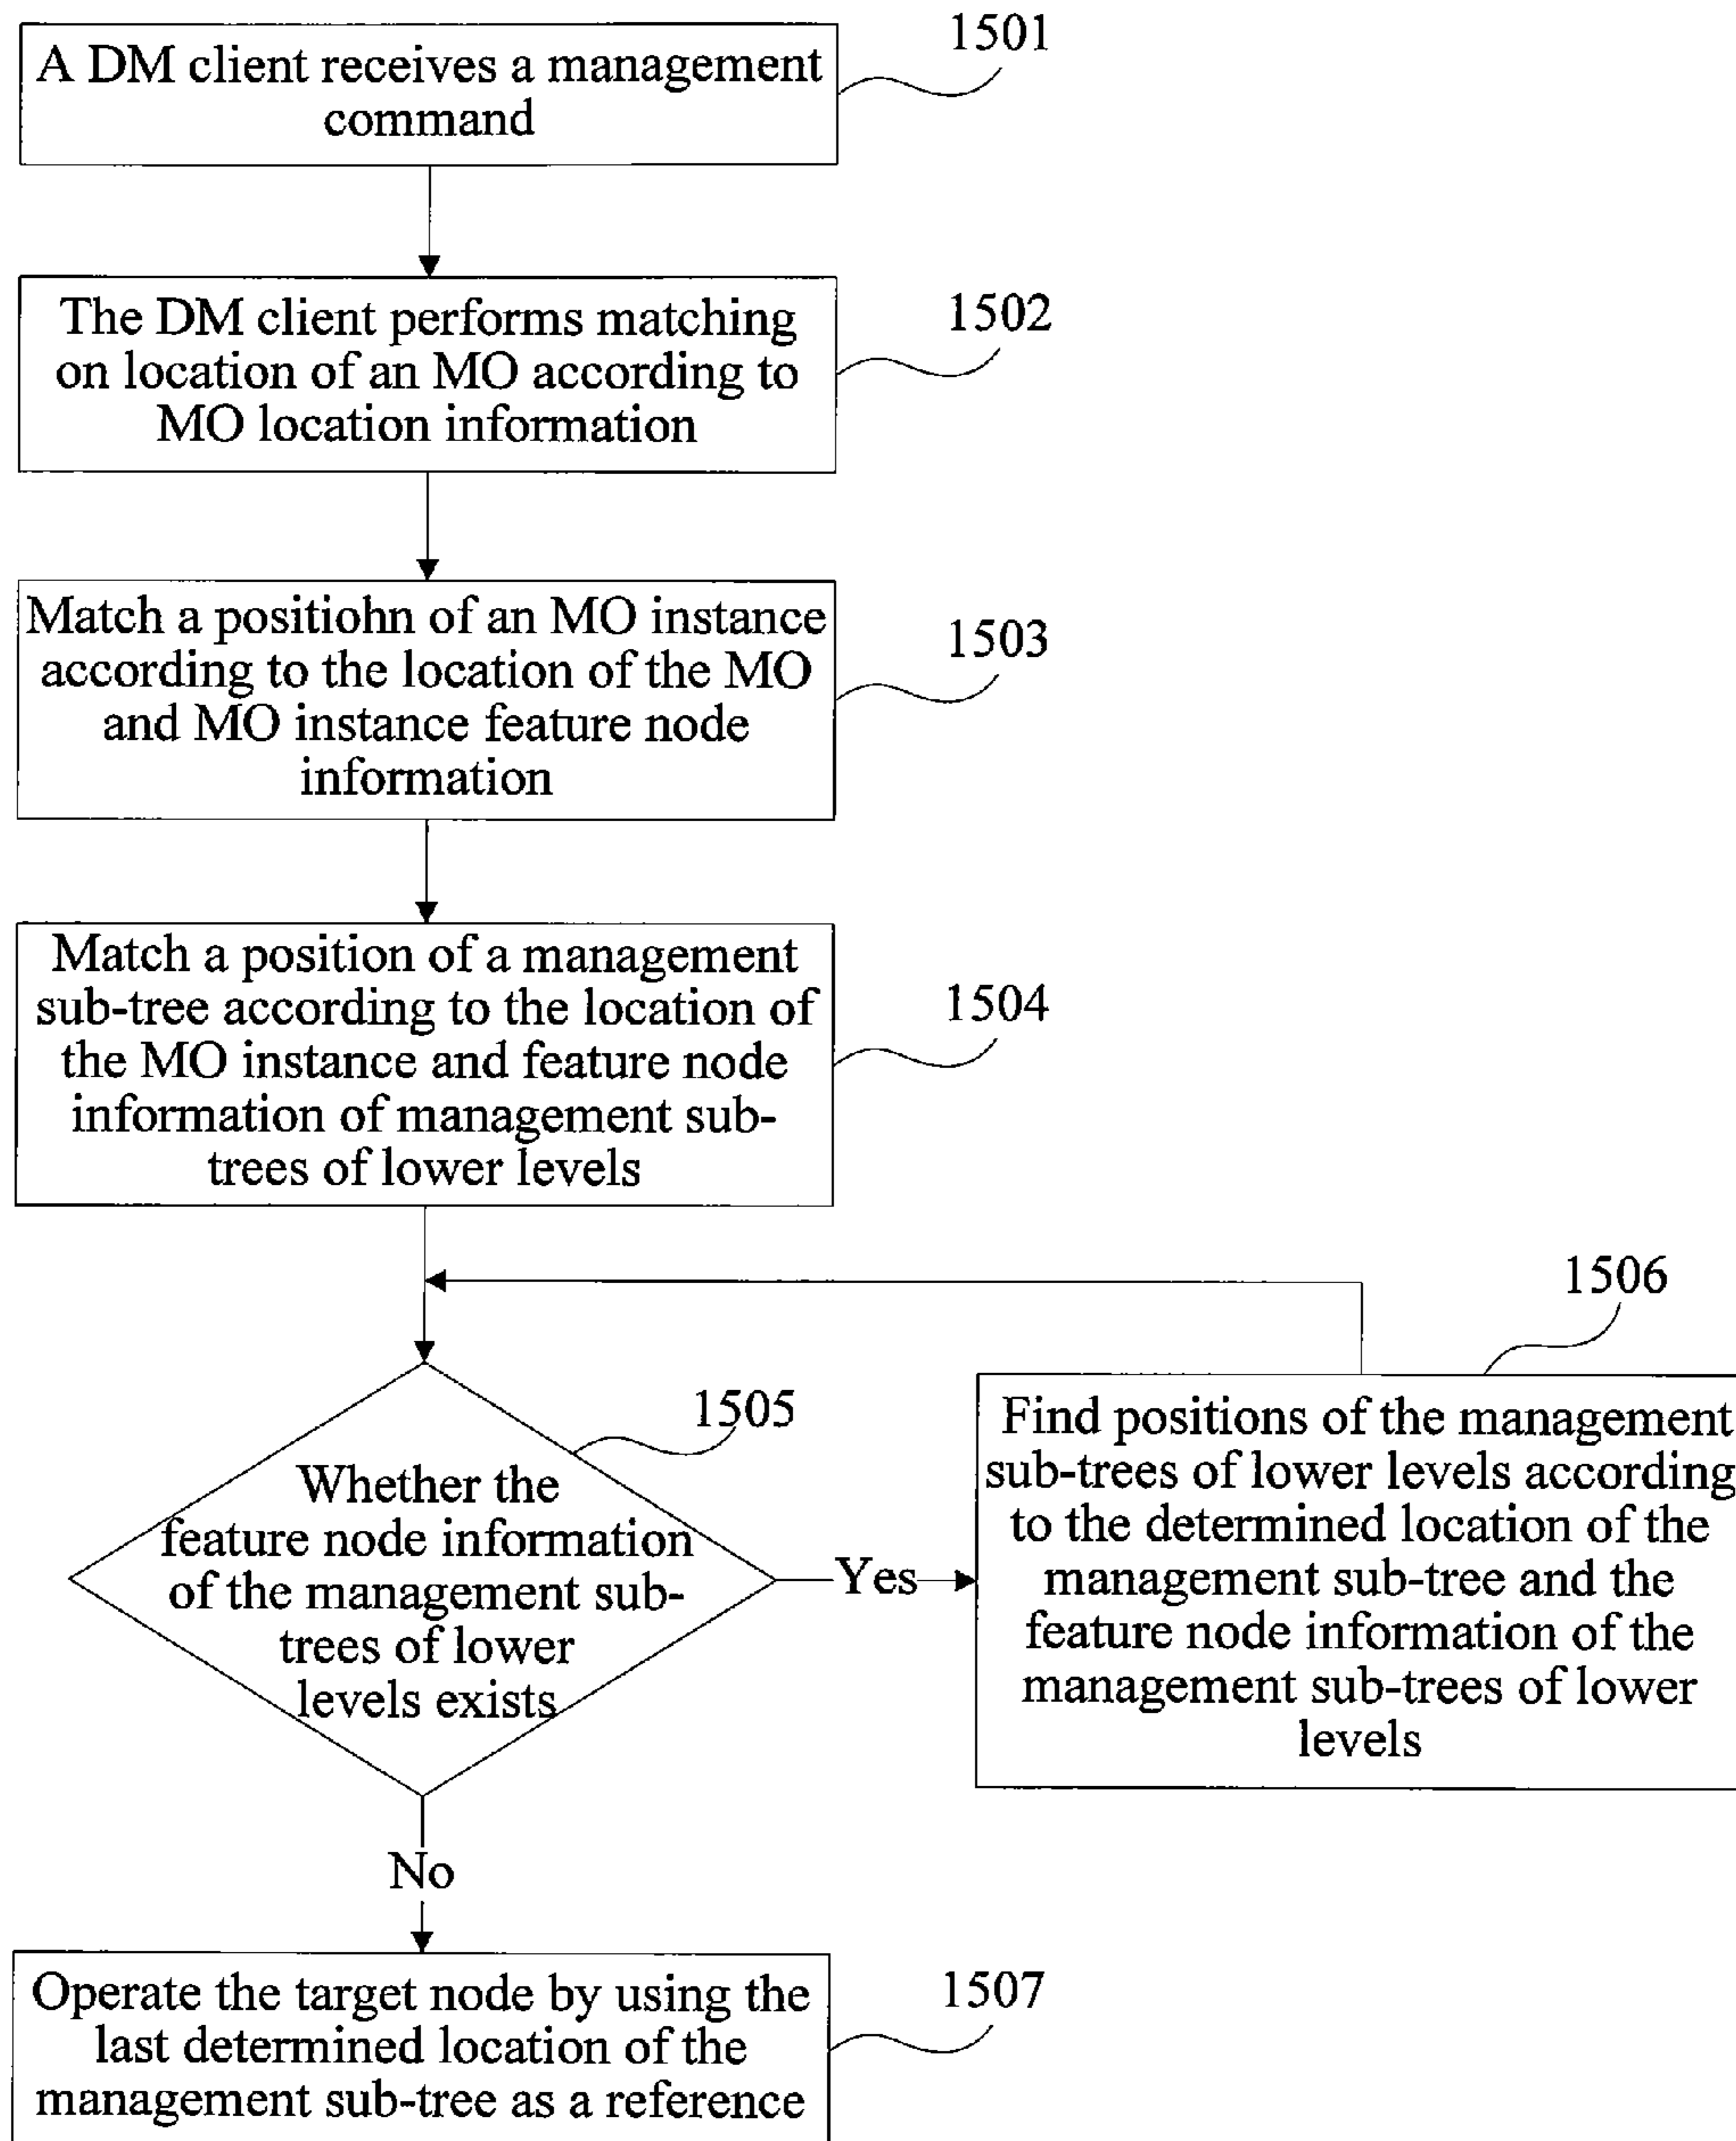 1501
A DM client receives a management
command
1502
The DM client performs matching
on location of an MO according to
MO location information
1503
Match a positiohn of an MO instance
according to the location of the MO
and MO instance feature node
information
1504
Match a position of a management
sub-tree according to the location of
the MO instance and feature node
information of management sub-
trees of lower levels
1505
Whether the
feature node information
of the management sub-
trees of lower
levels exists
Yes
1506
Find positions of the management
sub-trees of lower levels according
to the determined location of the
management sub-tree and the
feature node information of the
management sub-trees of lower
levels
No
1507
Operate the target node by using the
last determined location of the
management sub-tree as a reference